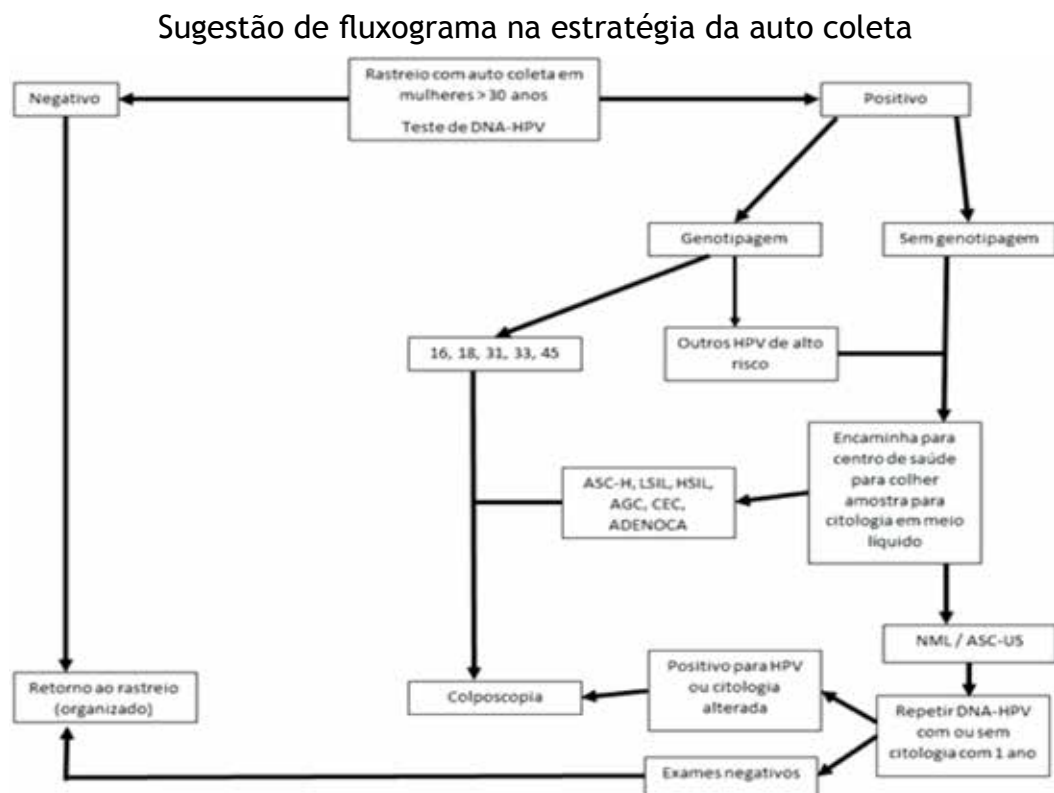 Sugestão de fluxograma na estratégia da auto coleta
Negativo
Rastreio com auto coleta em
mulheres > 30 anos
Teste de DNA-HPV
Positivo
Genotipagem
Sem genotipagem
16, 18, 31, 33, 45
Outros HPV de alto
risco
Encaminha para
centro de saúde
para colher
amostra para
citologia em meio
líquido
ASC-H, LSIL, HSIL,
AGC, CEC,
ADENOCA
NML / ASC-US
Retorno ao rastreio
(organizado)
Colposcopia
Positivo para HPV
ou citologia
alterada
Repetir DNA-HPV
com ou sem
citologia com 1 ano
Exames negativos